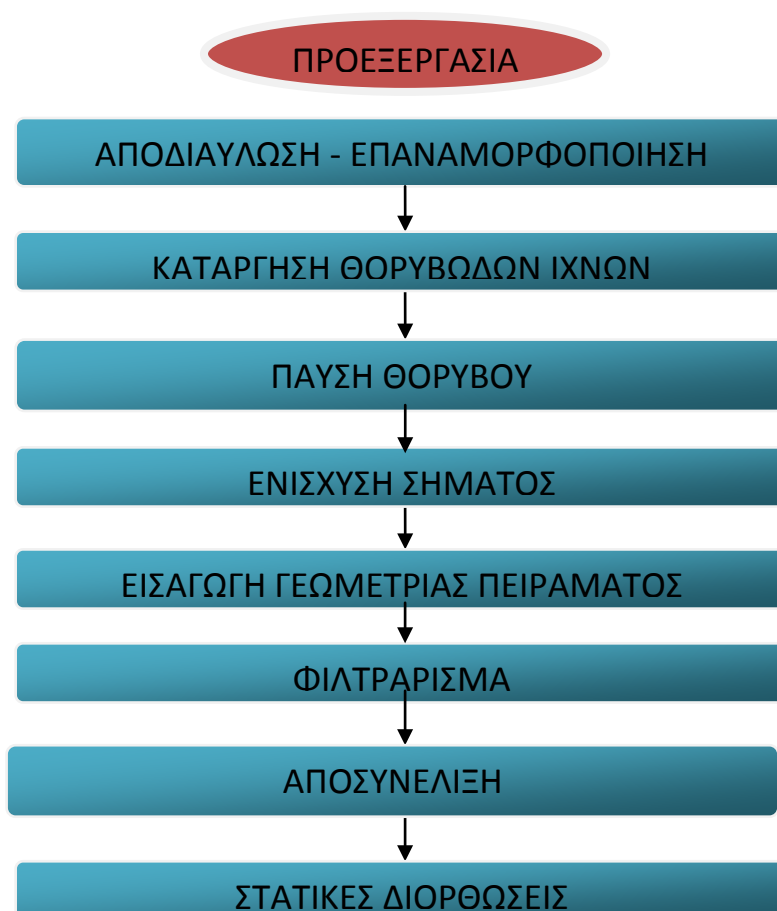 ΠΡΟΕΞΕΡΓΑΣΙΑ
ΑΠΟΔΙΑΥΛΩΣΗ - ΕΠΑΝΑΜΟΡΦΟΠΟΙΗΣΗ
ΚΑΤΑΡΓΗΣΗ ΘΟΡΥΒΩΔΩΝ ΙΧΝΩΝ
ΠΑΥΣΗ ΘΟΡΥΒΟΥ
ΕΝΙΣΧΥΣΗ ΣΗΜΑΤΟΣ
ΕΙΣΑΓΩΓΗ ΓΕΩΜΕΤΡΙΑΣ ΠΕΙΡΑΜΑΤΟΣ
ΦΙΛΤΡΑΡΙΣΜΑ
ΑΠΟΣΥΝΕΛΙΞΗ
ΣΤΑΤΙΚΕΣ ΔΙΟΡΘΩΣΕΙΣ